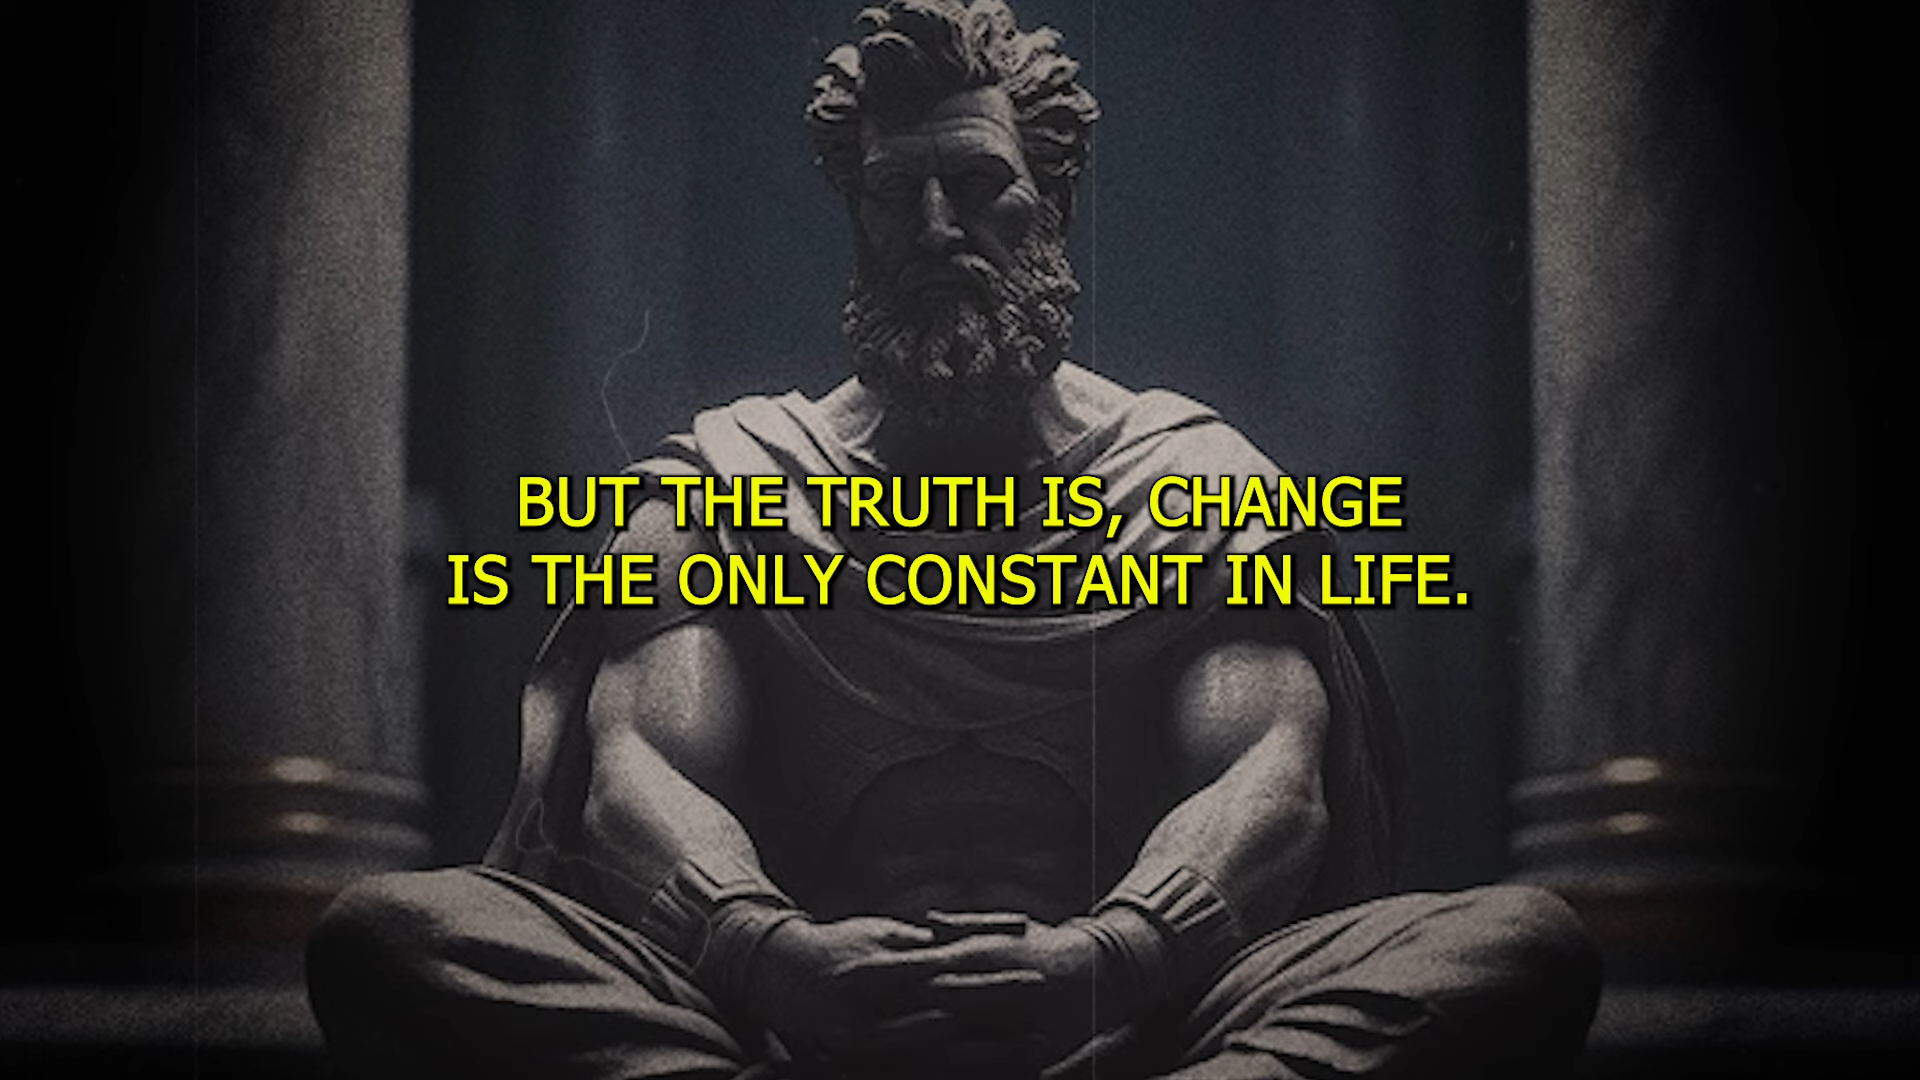 BUT THE TRUTH IS, CHANGE
IS THE ONLY CONSTANT IN LIFE.